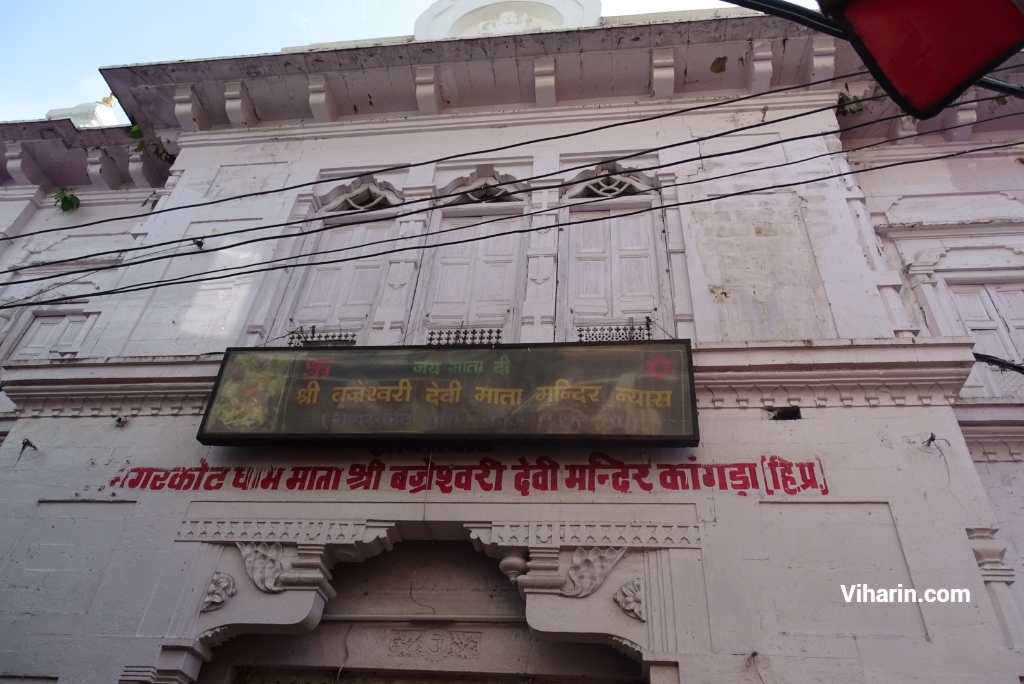 जय माता दी
श्री बज्रेश्वरी देवी माता मन्दिर न्यास
नगरकोट धाम माता श्री बज्रेश्वरी देवी मन्दिर कांगड़ा (हि.प्र.)
Viharin.com